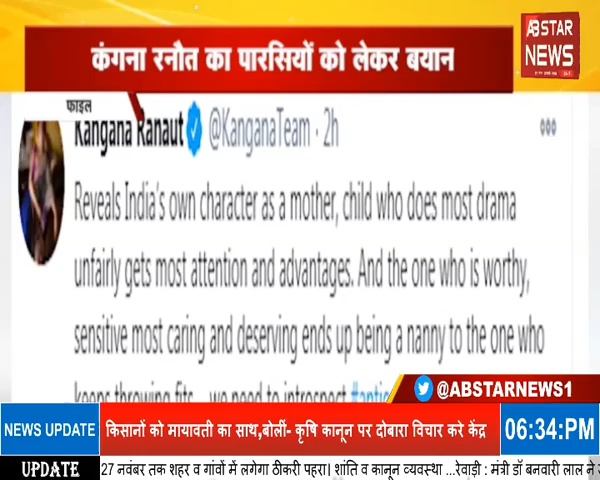 ABSTAR
NEWS
कंगना रनौत का पारसियों को लेकर बयान
फाइल
Kangana Ranaut @KanganaTeam · 2h
Reveals India's own character as a mother, child who does most drama
unfairly gets most attention and advantages. And the one who is worthy,
sensitive most caring and deserving ends up being a nanny to the one who
keeps throwing fits... we need to introspect
@ABSTARNEWS1
NEWS UPDATE
किसानों को मायावती का साथ,बोलीं- कृषि कानून पर दोबारा विचार करे केंद्र
06:34:PM
UPDATE
27 नवंबर तक शहर व गांवों में लगेगा ठीकरी पहरा। शांति व कानून व्यवस्था ...रेवाड़ी : मंत्री डॉ बनवारी लाल ने